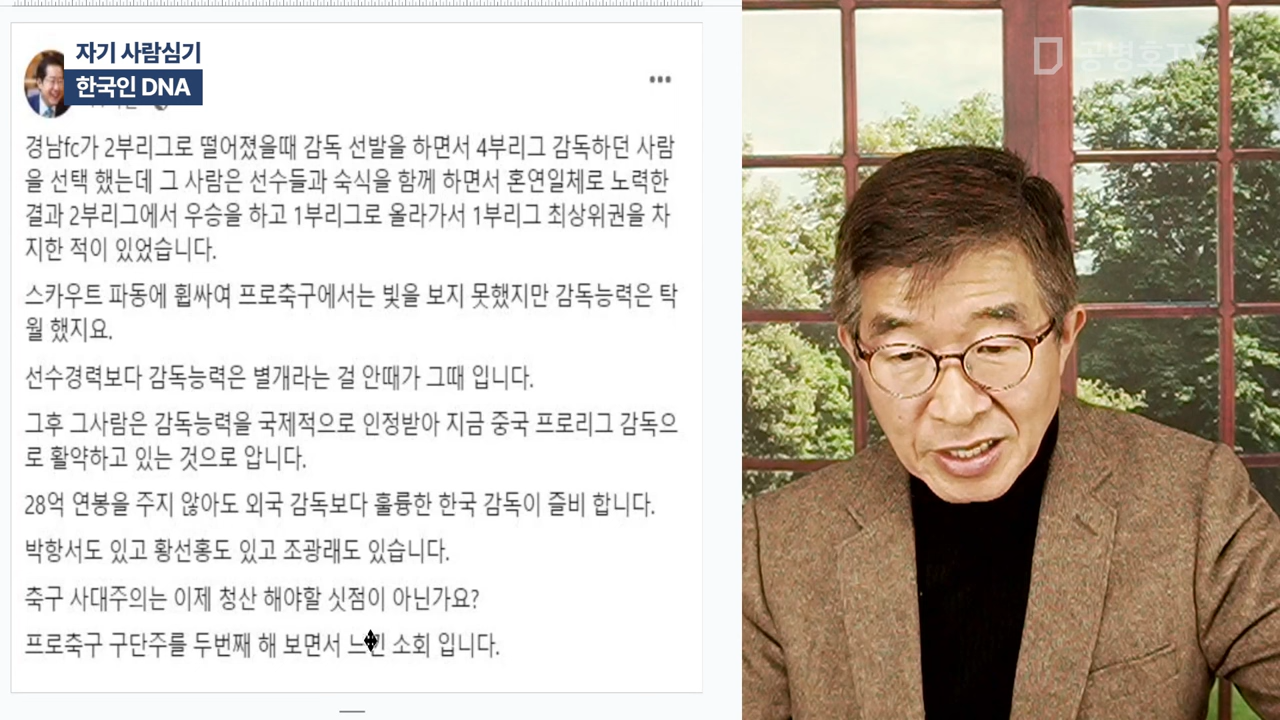 자기 사람심기
한국인 DNA
경남fc가 2부리그로 떨어졌을때 감독 선발을 하면서 4부리그 감독하던 사람
을 선택 했는데 그 사람은 선수들과 숙식을 함께 하면서 혼연일체로 노력한
결과 2부리그에서 우승을 하고 1부리그로 올라가서 1부리그 최상위권을 차
지한 적이 있었습니다.
스카우트 파동에 휩싸여 프로축구에서는 빛을 보지 못했지만 감독능력은 탁
월 했지요.
선수경력보다 감독능력은 별개라는 걸 안때가 그때 입니다.
그후 그사람은 감독능력을 국제적으로 인정받아 지금 중국 프로리그 감독으
로 활약하고 있는 것으로 압니다.
28억 연봉을 주지 않아도 외국 감독보다 훌륭한 한국 감독이 즐비 합니다.
박항서도 있고 황선홍도 있고 조광래도 있습니다.
축구 사대주의는 이제 청산 해야할 싯점이 아닌가요?
프로축구 구단주를 두번째 해 보면서 느낀 소회 입니다.
공병호TV